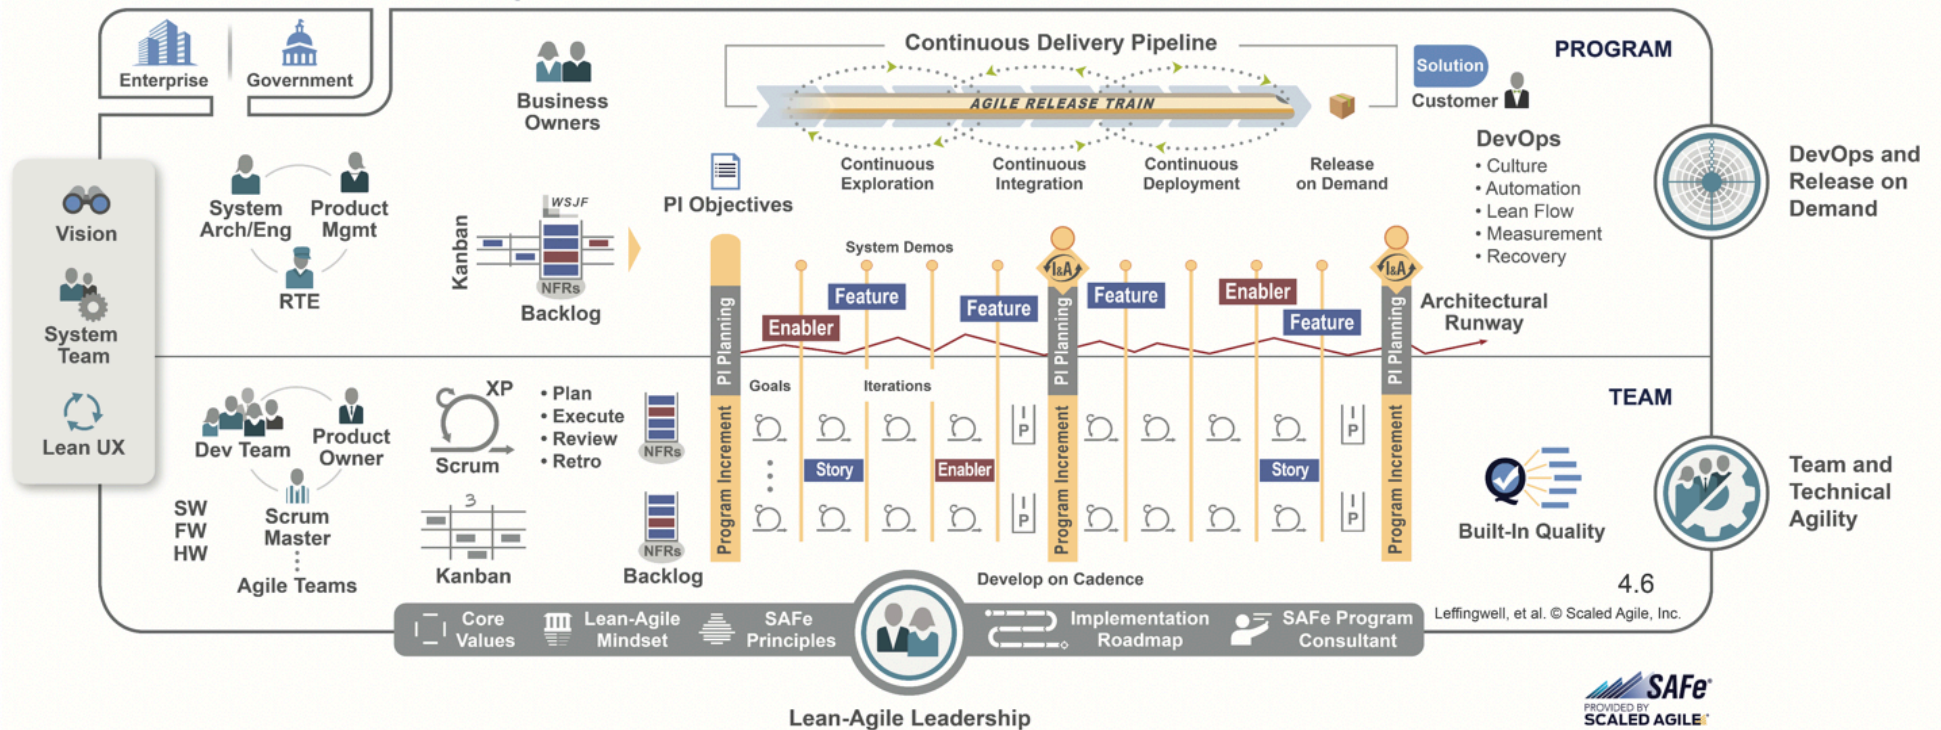 Enterprise
Government
Business
Owners
Continuous Delivery Pipeline
AGILE RELEASE TRAIN
Continuous
Exploration
Continuous
Integration
Continuous
Deployment
Release
on Demand
Solution
Customer
PROGRAM
DevOps
• Culture
• Automation
• Lean Flow
• Measurement
• Recovery
DevOps and
Release on
Demand
Vision
System
Team
Lean UX
System
Arch/Eng
Product
Mgmt
RTE
Kanban
WSJF
NFRs
Backlog
PI Objectives
System Demos
Feature
Enabler
Feature
I&A
Feature
Enabler
Feature
I&A
Architectural
Runway
PI Planning
PI Planning
PI Planning
TEAM
Dev Team
Product
Owner
Scrum
Master
SW
FW
HW
Agile Teams
XP
Scrum
• Plan
• Execute
• Review
• Retro
3
Kanban
NFRs
NFRs
Backlog
Goals
Iterations
Program Increment
Story
Enabler
I
P
I
P
Program Increment
Story
I
P
I
P
Program Increment
Develop on Cadence
Built-In Quality
Team and
Technical
Agility
4.6
Leffingwell, et al. © Scaled Agile, Inc.
Core
Values
Lean-Agile
Mindset
SAFe
Principles
Implementation
Roadmap
SAFe Program
Consultant
Lean-Agile Leadership
SAFe®
PROVIDED BY
SCALED AGILE